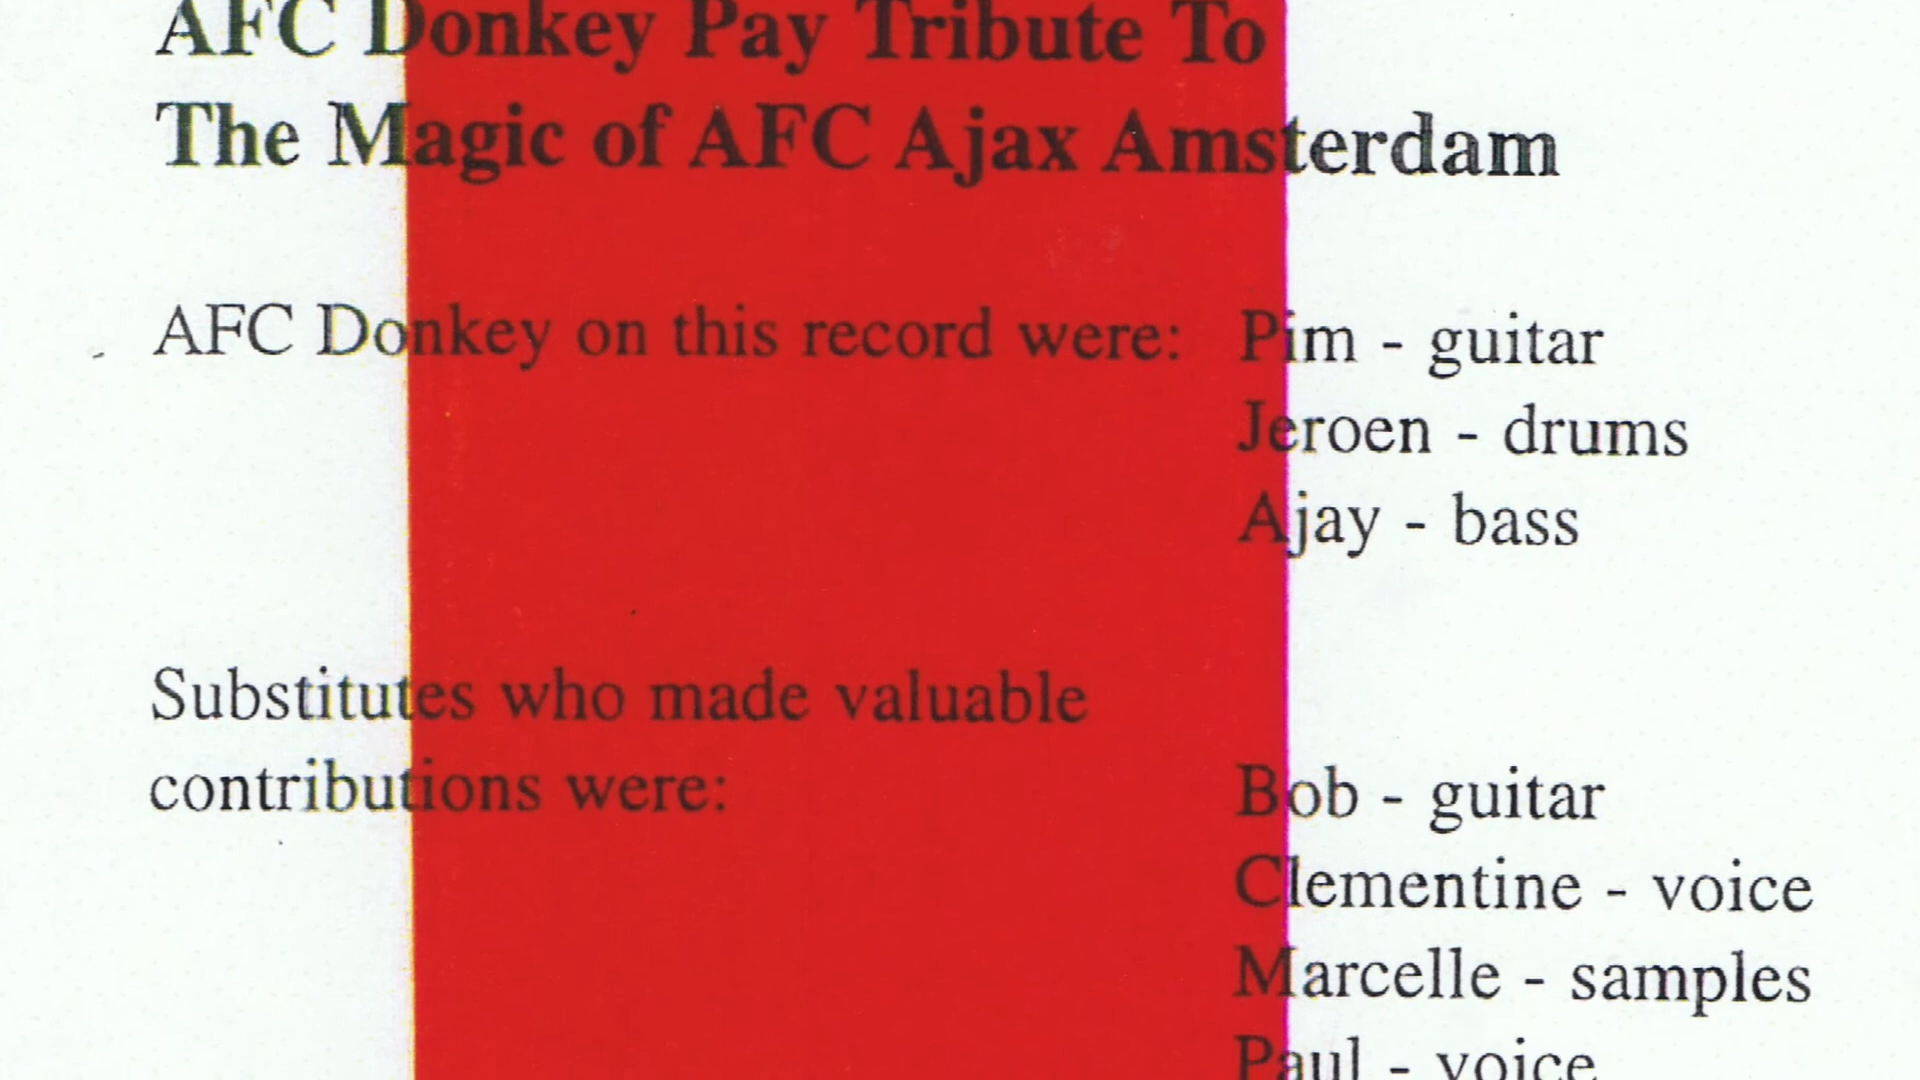 AFC Donkey Pay Tribute To
The Magic of AFC Ajax Amsterdam
AFC Donkey on this record were: Pim - guitar
Jeroen - drums
Ajay - bass
Substitutes who made valuable
contributions were: Bob - guitar
Clementine - voice
Marcelle - samples
Paul - voice